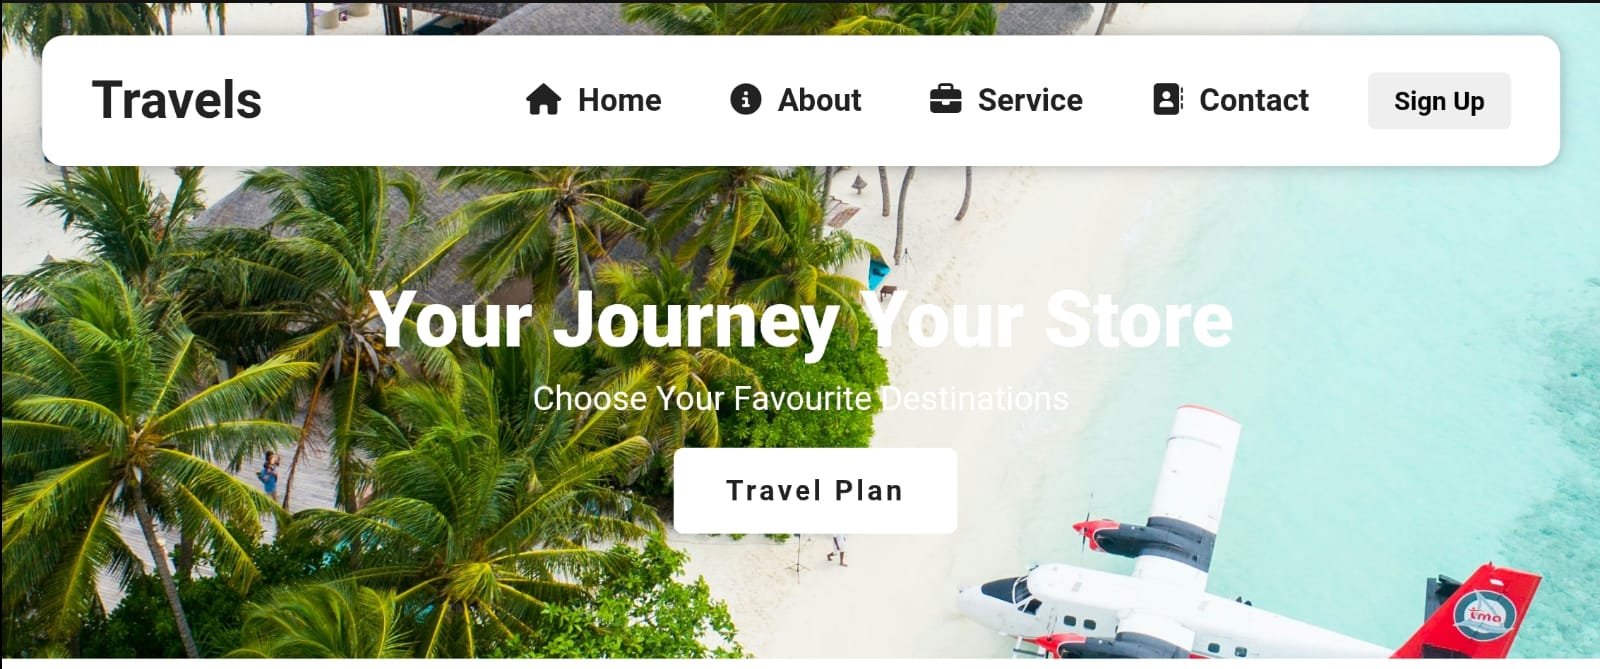 Travels
Home
About
Service
Contact
Sign Up
Your Journey Your Store
Choose Your Favourite Destinations
Travel Plan
tma